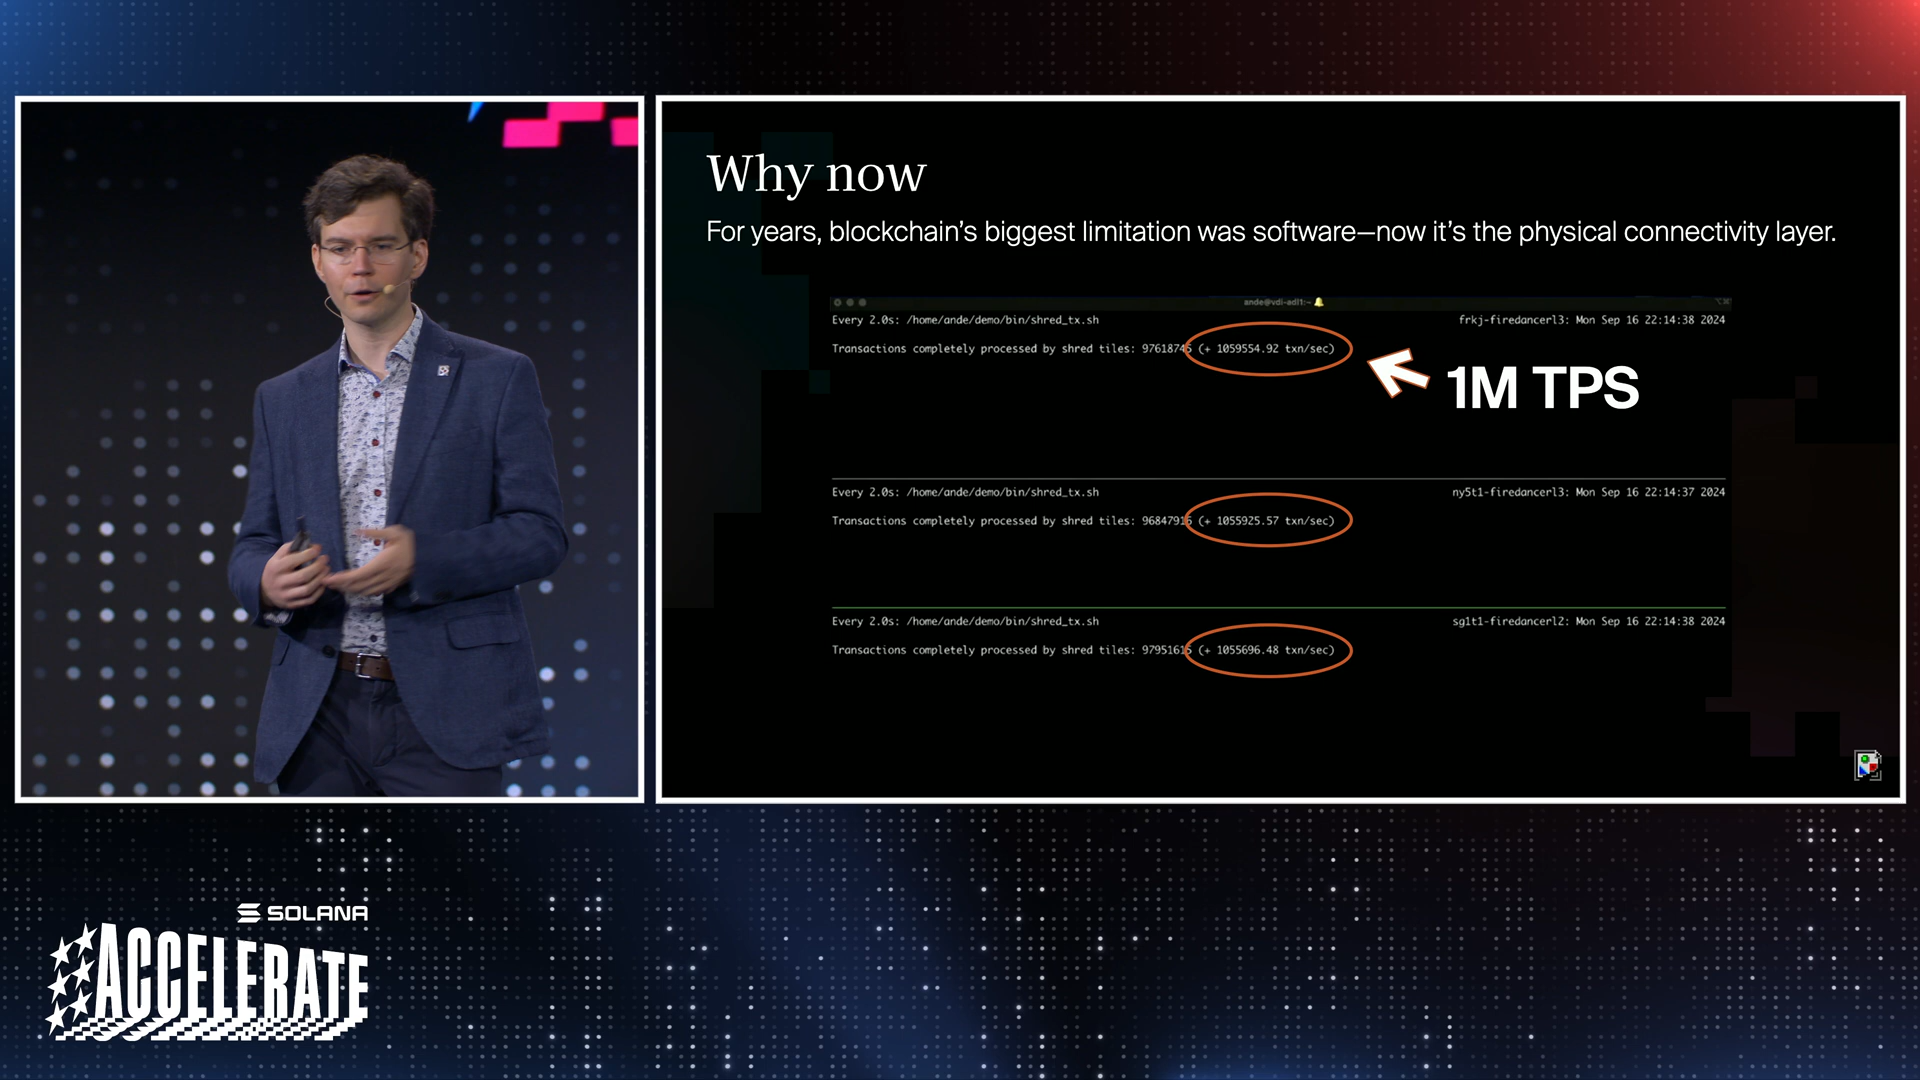 Why now
For years, blockchain’s biggest limitation was software—now it’s the physical connectivity layer.
ande@vdi-adl1:~
Every 2.0s: /home/ande/demo/bin/shred_tx.sh frkj-firedancerl3: Mon Sep 16 22:14:38 2024
Transactions completely processed by shred tiles: 97618745 (+ 1059554.92 txn/sec)
1M TPS
Every 2.0s: /home/ande/demo/bin/shred_tx.sh ny5t1-firedancerl3: Mon Sep 16 22:14:37 2024
Transactions completely processed by shred tiles: 96847916 (+ 1055925.57 txn/sec)
Every 2.0s: /home/ande/demo/bin/shred_tx.sh sg1t1-firedancerl2: Mon Sep 16 22:14:38 2024
Transactions completely processed by shred tiles: 97951616 (+ 1055696.48 txn/sec)
SOLANA
ACCELERATE